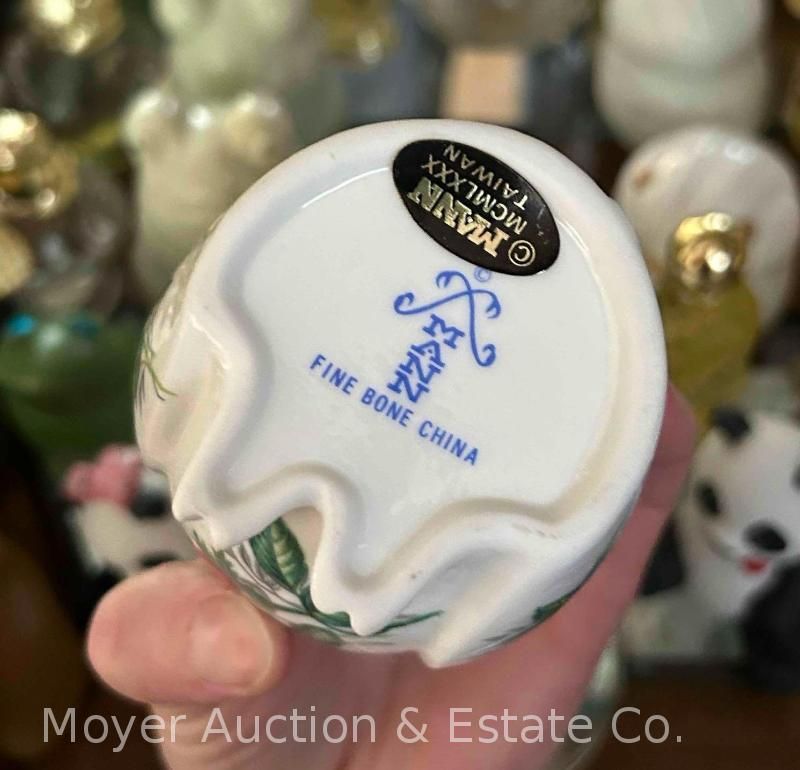 © MANN
MCMLXXX
TAIWAN
©
MANN
FINE BONE CHINA
Moyer Auction & Estate Co.